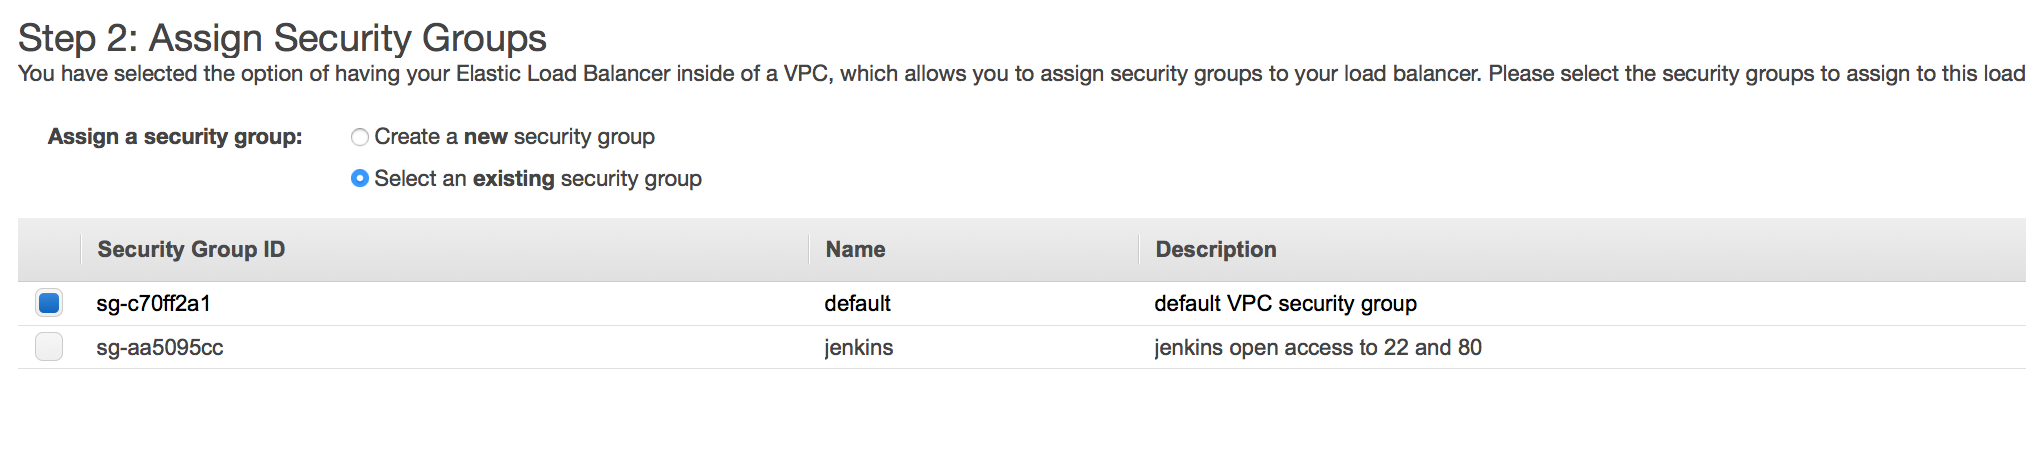 Step 2: Assign Security Groups
You have selected the option of having your Elastic Load Balancer inside of a VPC, which allows you to assign security groups to your load balancer. Please select the security groups to assign to this load
Assign a security group: Create a new security group
Select an existing security group
Security Group ID Name Description
sg-c70ff2a1 default default VPC security group
sg-aa5095cc jenkins jenkins open access to 22 and 80